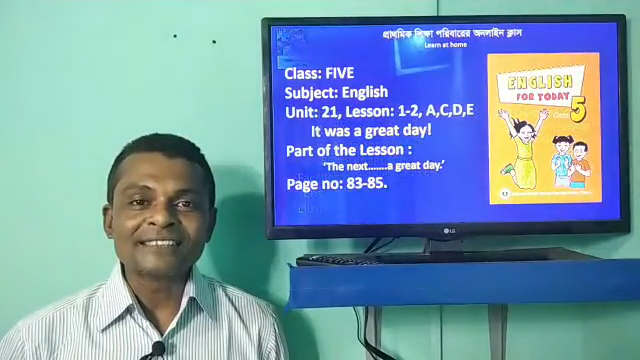 প্রাথমিক শিক্ষা পরিবারের অনলাইন ক্লাস
Learn at home
Class: FIVE
Subject: English
Unit: 21, Lesson: 1-2, A,C,D,E
It was a great day!
Part of the Lesson :
‘The next.......a great day.’
Page no: 83-85.
ENGLISH
FOR TODAY
Class 5
LG